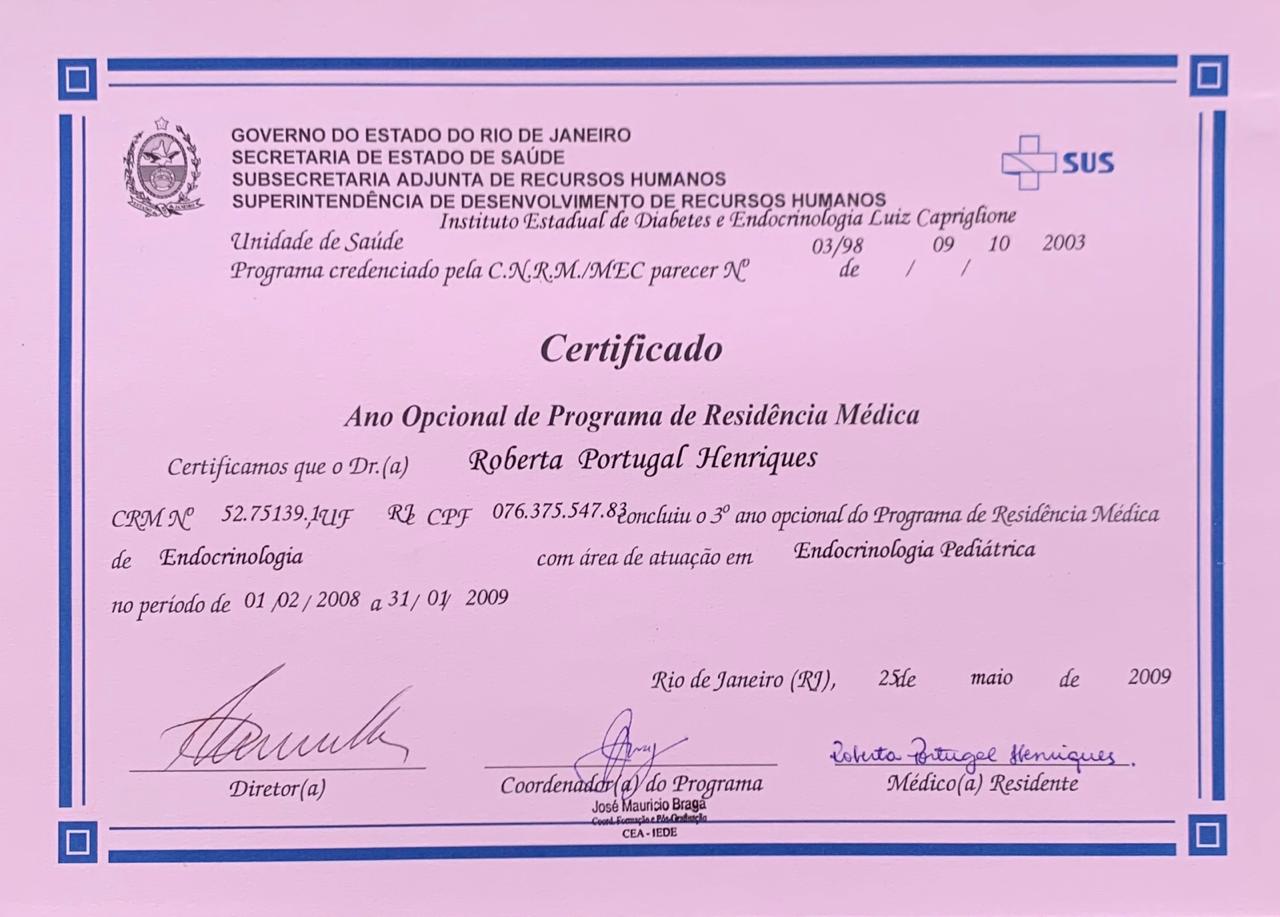 GOVERNO DO ESTADO DO RIO DE JANEIRO
SECRETARIA DE ESTADO DE SAÚDE
SUBSECRETARIA ADJUNTA DE RECURSOS HUMANOS
SUPERINTENDÊNCIA DE DESENVOLVIMENTO DE RECURSOS HUMANOS
SUS
Instituto Estadual de Diabetes e Endocrinologia Luiz Capriglione
Unidade de Saúde
03/98 09 10 2003
Programa credenciado pela C.N.R.M./MEC parecer Nº de / /
Certificado
Ano Opcional de Programa de Residência Médica
Certificamos que o Dr.(a) Roberta Portugal Henriques
CRM Nº 52.75139.1 UF RJ CPF 076.375.547.83 concluiu o 3º ano opcional do Programa de Residência Médica
de Endocrinologia com área de atuação em Endocrinologia Pediátrica
no período de 01/02/2008 a 31/01/2009
Rio de Janeiro (RJ), 25 de maio de 2009
Roberta Portugal Henriques.
Diretor(a) Coordenador(a) do Programa Médico(a) Residente
José Mauricio Braga
Coord. Formação e Pós-Graduação
CEA - IEDE